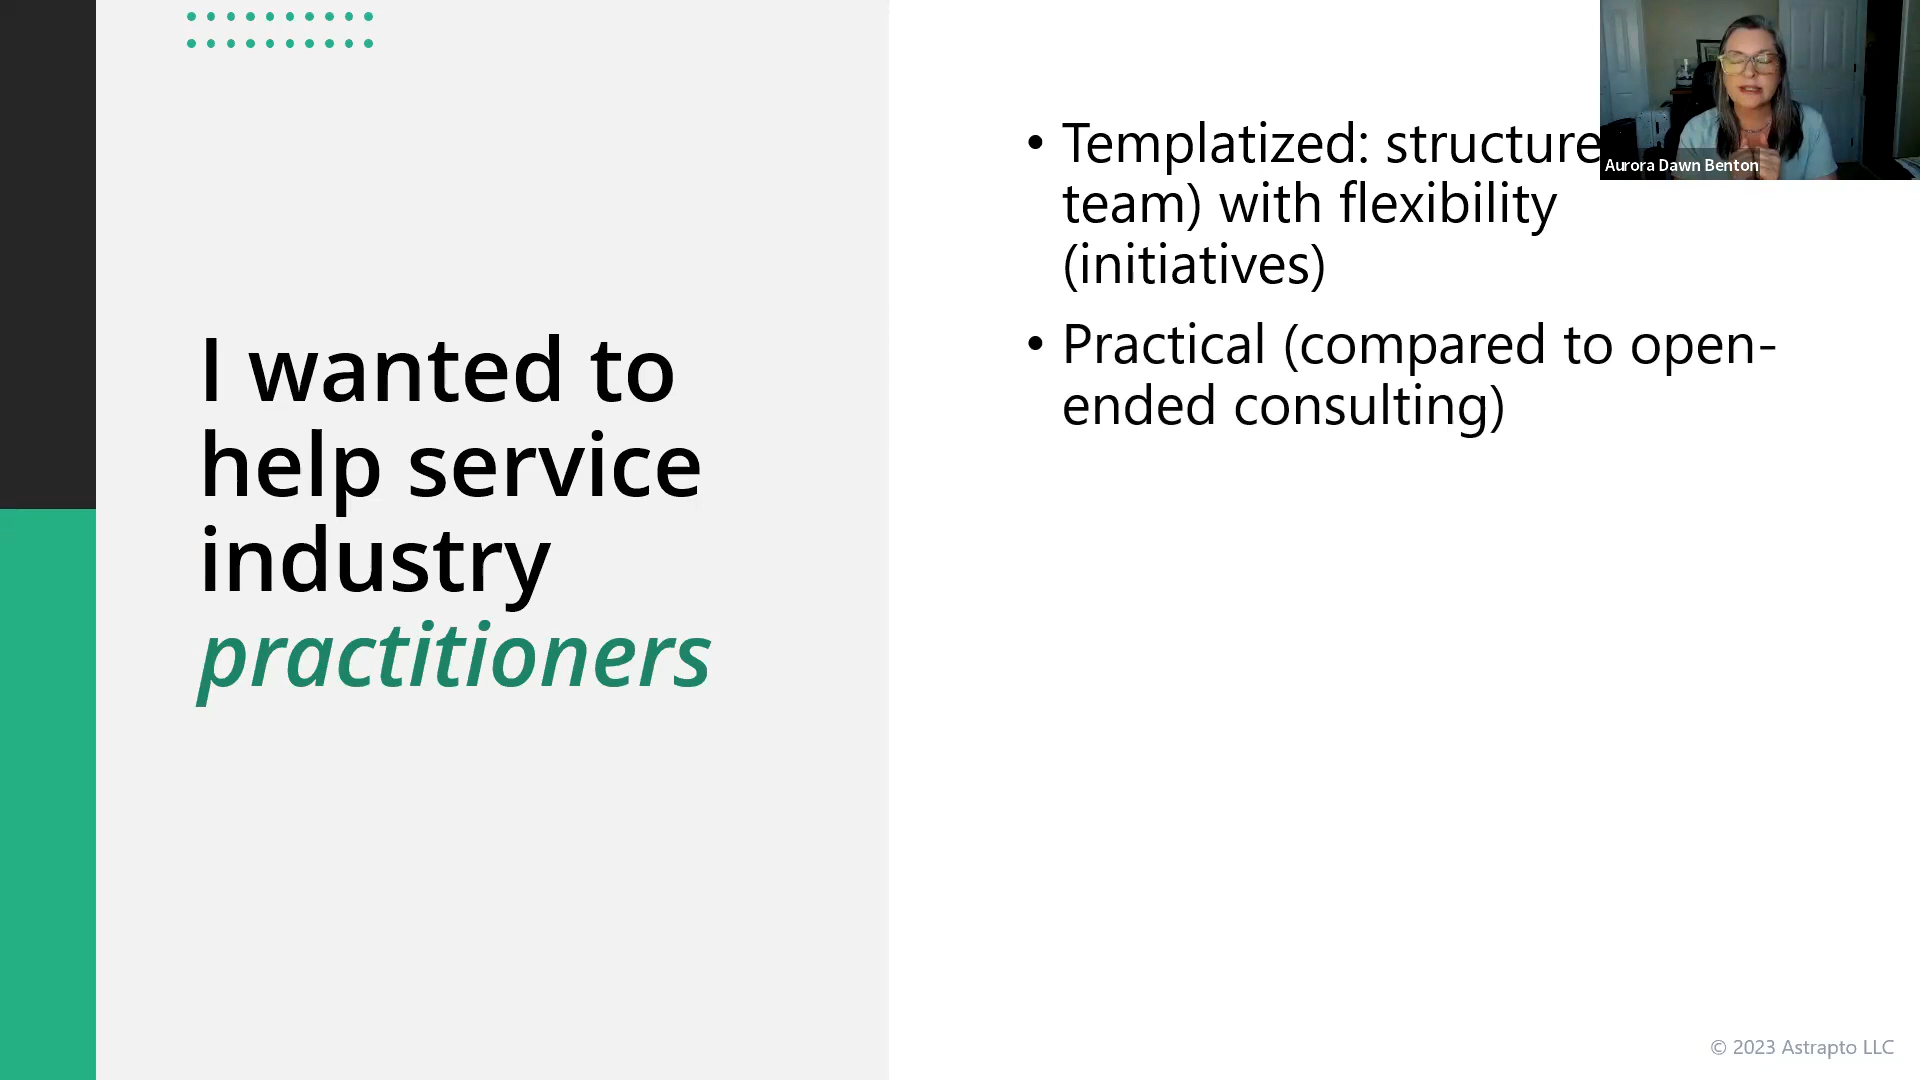 I wanted to
help service
industry
practitioners
• Templatized: structure
team) with flexibility
(initiatives)
• Practical (compared to open-
ended consulting)
Aurora Dawn Benton
© 2023 Astrapto LLC